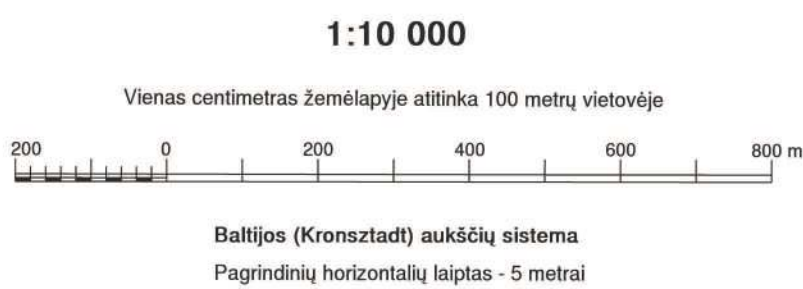 1:10 000
Vienas centimetras žemėlapyje atitinka 100 metrų vietovėje
200 0 200 400 600 800 m
Baltijos (Kronsztadt) aukščių sistema
Pagrindinių horizontalių laiptas - 5 metrai